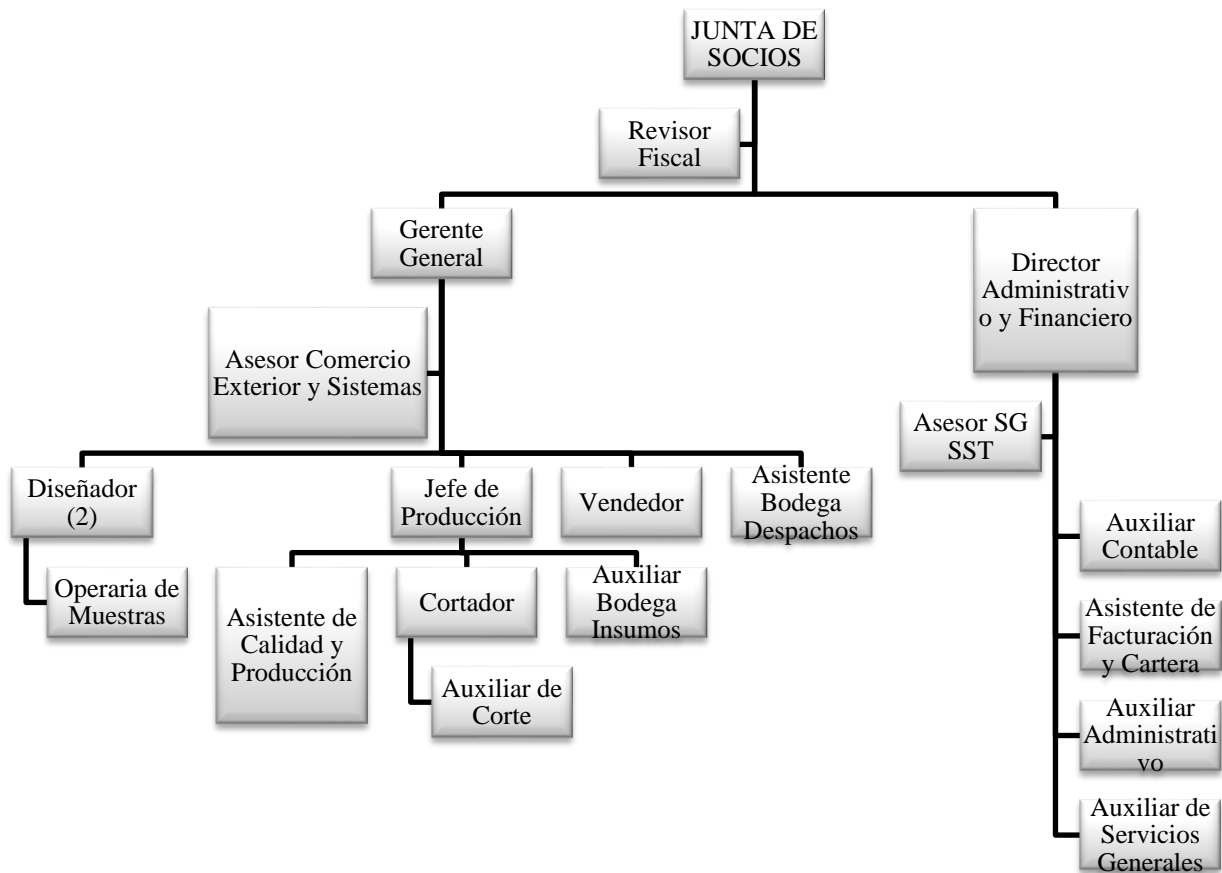 JUNTA DE
SOCIOS
Revisor
Fiscal
Gerente
General
Director
Administrativ
o y Financiero
Asesor Comercio
Exterior y Sistemas
Asesor SG
SST
Diseñador
(2)
Jefe de
Producción
Vendedor
Asistente
Bodega
Despachos
Operaria de
Muestras
Asistente de
Calidad y
Producción
Cortador
Auxiliar
Bodega
Insumos
Auxiliar de
Corte
Auxiliar
Contable
Asistente de
Facturación
y Cartera
Auxiliar
Administrati
vo
Auxiliar de
Servicios
Generales